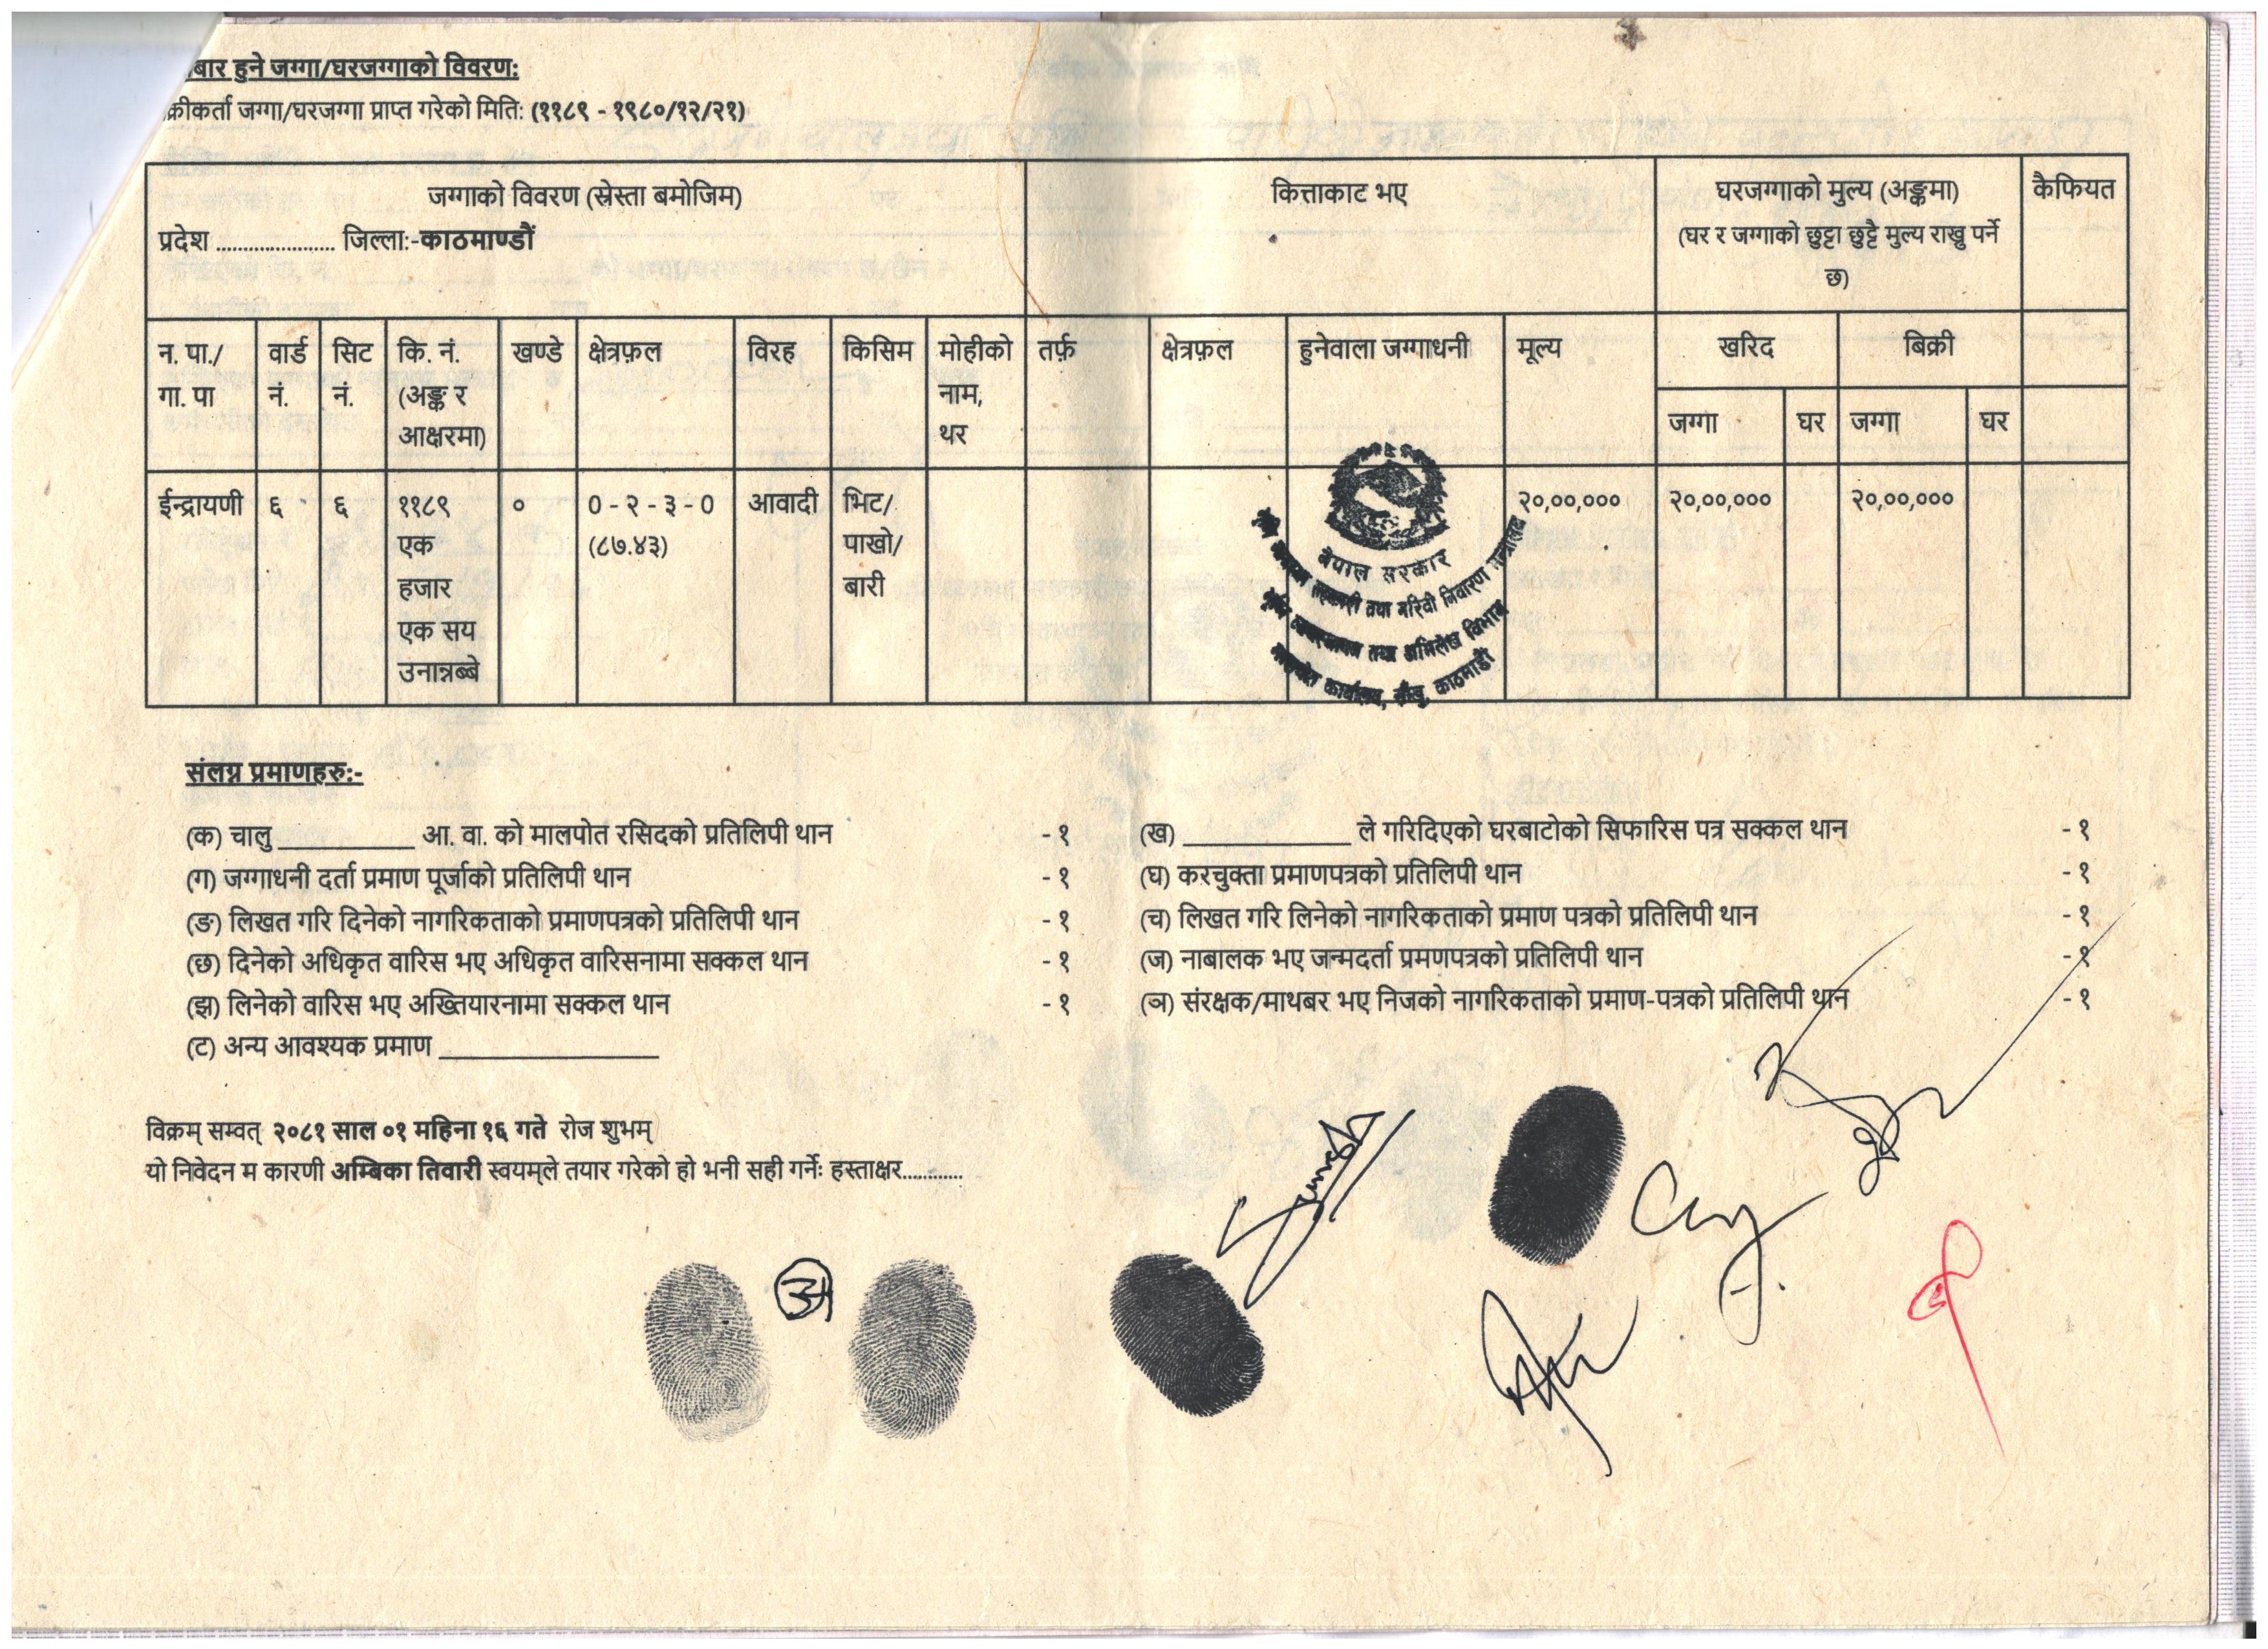 बार हुने जग्गा/घरजग्गाको विवरण:
क्रीकर्ता जग्गा/घरजग्गा प्राप्त गरेको मिति: (११८९ - १९८०/१२/२१)
जग्गाको विवरण (स्रेस्ता बमोजिम)
प्रदेश ...................... जिल्ला:-काठमाण्डौं
कित्ताकाट भए
घरजग्गाको मुल्य (अङ्कमा)
(घर र जग्गाको छुट्टा छुट्टै मुल्य राख्नु पर्ने
छ)
कैफियत
न. पा./
गा. पा
वार्ड
नं.
सिट
नं.
कि. नं.
(अङ्क र
आक्षरमा)
खण्डे
क्षेत्रफ़ल
विरह
किसिम
मोहीको
नाम,
थर
तर्फ़
क्षेत्रफ़ल
हुनेवाला जग्गाधनी
मूल्य
खरिद
बिक्री
जग्गा
घर
जग्गा
घर
ईन्द्रायणी
६
६
११८९
एक
हजार
एक सय
उनान्नब्बे
०
0 - २ - ३ - 0
(८७.४३)
आवादी
भिट/
पाखो/
बारी
२०,००,०००
२०,००,०००
२०,००,०००
नेपाल सरकार
सहकारी तथा गरिवी निवारण मन्त्रालय
तथा अभिलेख विभाग
कार्यालय, काठमाडौं
संलग्न प्रमाणहरु:-
(क) चालु __________ आ. वा. को मालपोत रसिदको प्रतिलिपी थान - १
(ख) ____________ ले गरिदिएको घरबाटोको सिफारिस पत्र सक्कल थान - १
(ग) जग्गाधनी दर्ता प्रमाण पूर्जाको प्रतिलिपी थान - १
(घ) करचुक्ता प्रमाणपत्रको प्रतिलिपी थान - १
(ङ) लिखत गरि दिनेको नागरिकताको प्रमाणपत्रको प्रतिलिपी थान - १
(च) लिखत गरि लिनेको नागरिकताको प्रमाण पत्रको प्रतिलिपी थान - १
(छ) दिनेको अधिकृत वारिस भए अधिकृत वारिसनामा सक्कल थान - १
(ज) नाबालक भए जन्मदर्ता प्रमणपत्रको प्रतिलिपी थान - १
(झ) लिनेको वारिस भए अख्तियारनामा सक्कल थान - १
(ञ) संरक्षक/माथबर भए निजको नागरिकताको प्रमाण-पत्रको प्रतिलिपी थान - १
(ट) अन्य आवश्यक प्रमाण ________________
विक्रम् सम्वत् २०८१ साल ०१ महिना १६ गते रोज शुभम्
यो निवेदन म कारणी अम्बिका तिवारी स्वयम्ले तयार गरेको हो भनी सही गर्नेः हस्ताक्षर............
अ